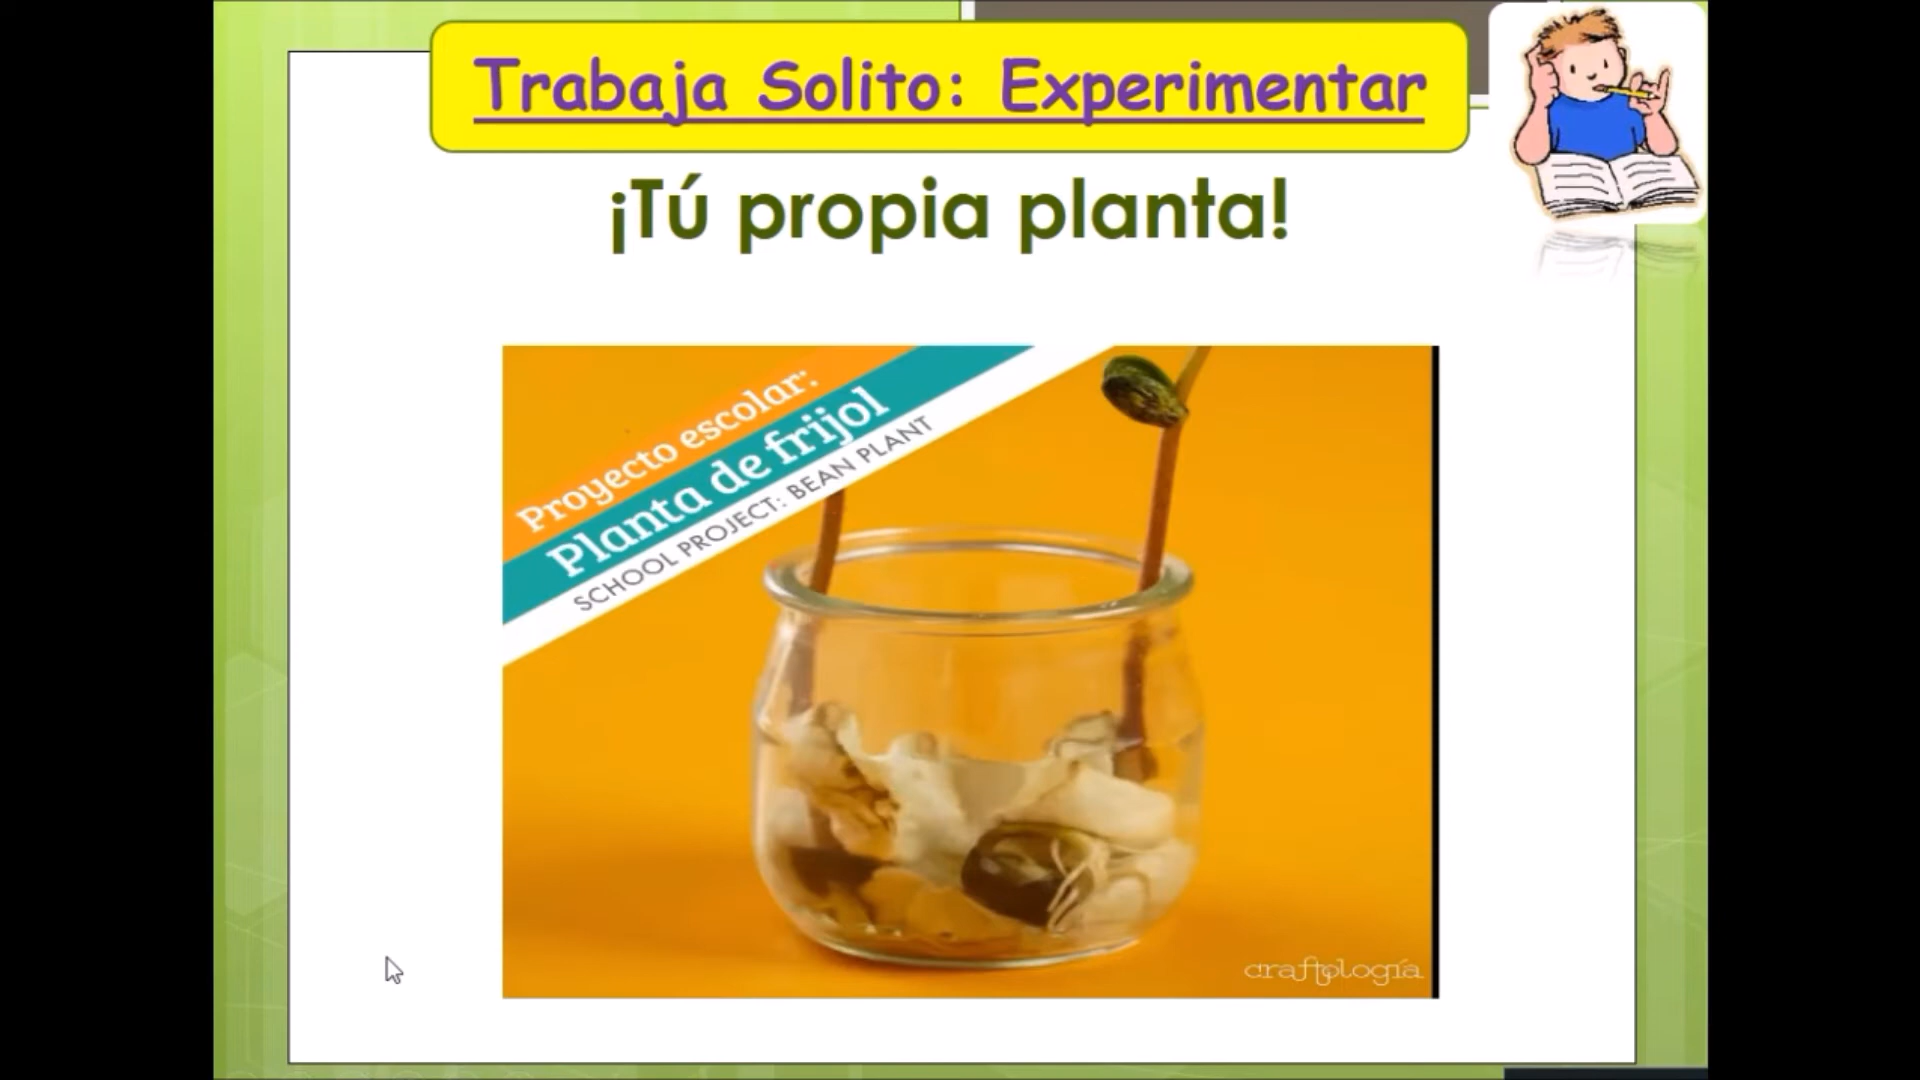 Trabaja Solito: Experimentar
¡Tú propia planta!
Proyecto escolar:
Planta de frijol
SCHOOL PROJECT: BEAN PLANT
craftología